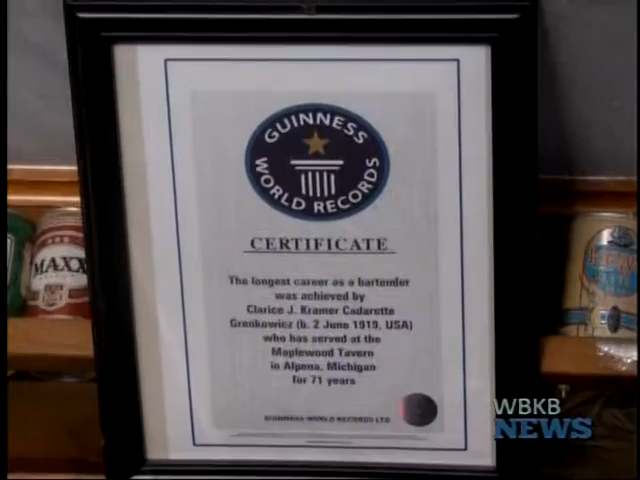 GUINNESS
WORLD RECORDS
CERTIFICATE
The longest career as a bartender
was achieved by
Clarice J. Kramer Cadarette
Grenkowicz (b. 2 June 1919, USA)
who has served at the
Maplewood Tavern
in Alpena, Michigan
for 71 years
GUINNESS WORLD RECORDS LTD
MAXX
WBKB
NEWS